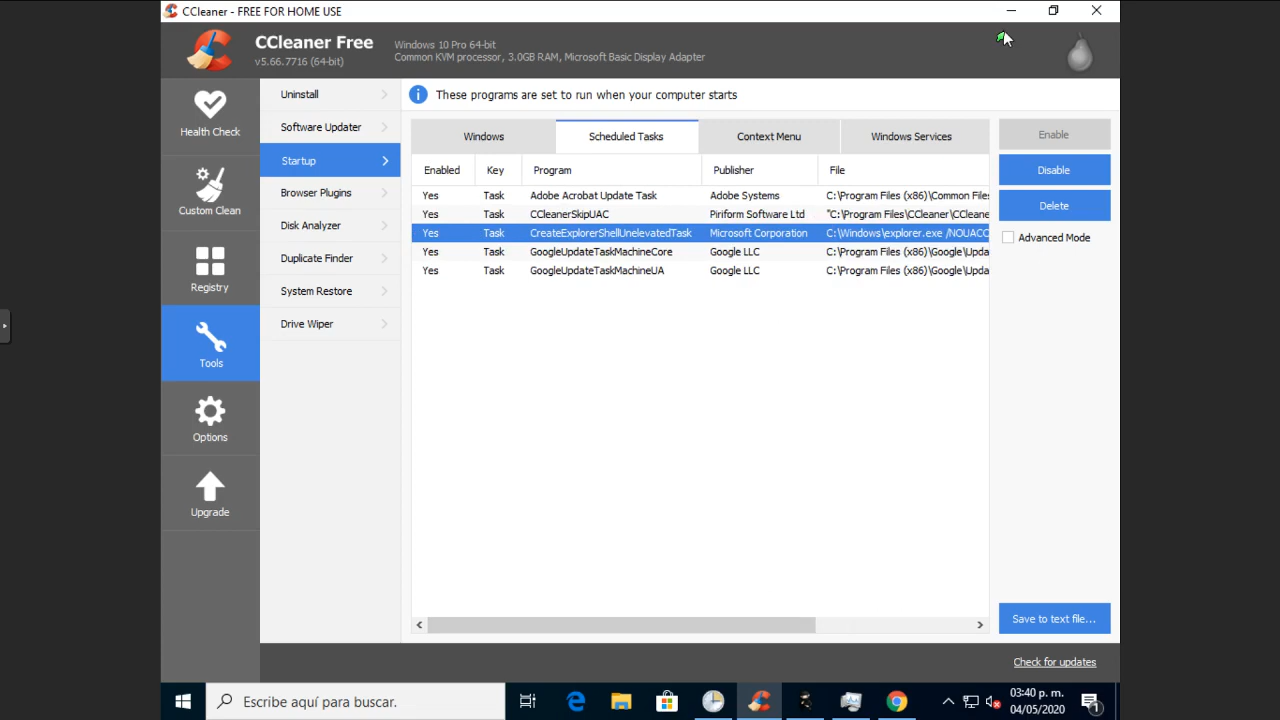 CCleaner - FREE FOR HOME USE
CCleaner Free
v5.66.7716 (64-bit)
Windows 10 Pro 64-bit
Common KVM processor, 3.0GB RAM, Microsoft Basic Display Adapter
Health Check
Custom Clean
Registry
Tools
Options
Upgrade
Uninstall
Software Updater
Startup
Browser Plugins
Disk Analyzer
Duplicate Finder
System Restore
Drive Wiper
These programs are set to run when your computer starts
Windows Scheduled Tasks Context Menu Windows Services
Enabled Key Program Publisher File
Yes Task Adobe Acrobat Update Task Adobe Systems C:\Program Files (x86)\Common Files
Yes Task CCleanerSkipUAC Piriform Software Ltd "C:\Program Files\CCleaner\CCleane
Yes Task CreateExplorerShellUnelevatedTask Microsoft Corporation C:\Windows\explorer.exe /NOUACC
Yes Task GoogleUpdateTaskMachineCore Google LLC C:\Program Files (x86)\Google\Upda
Yes Task GoogleUpdateTaskMachineUA Google LLC C:\Program Files (x86)\Google\Upda
Enable
Disable
Delete
Advanced Mode
Save to text file...
Check for updates
Escribe aquí para buscar.
03:40 p. m.
04/05/2020
1